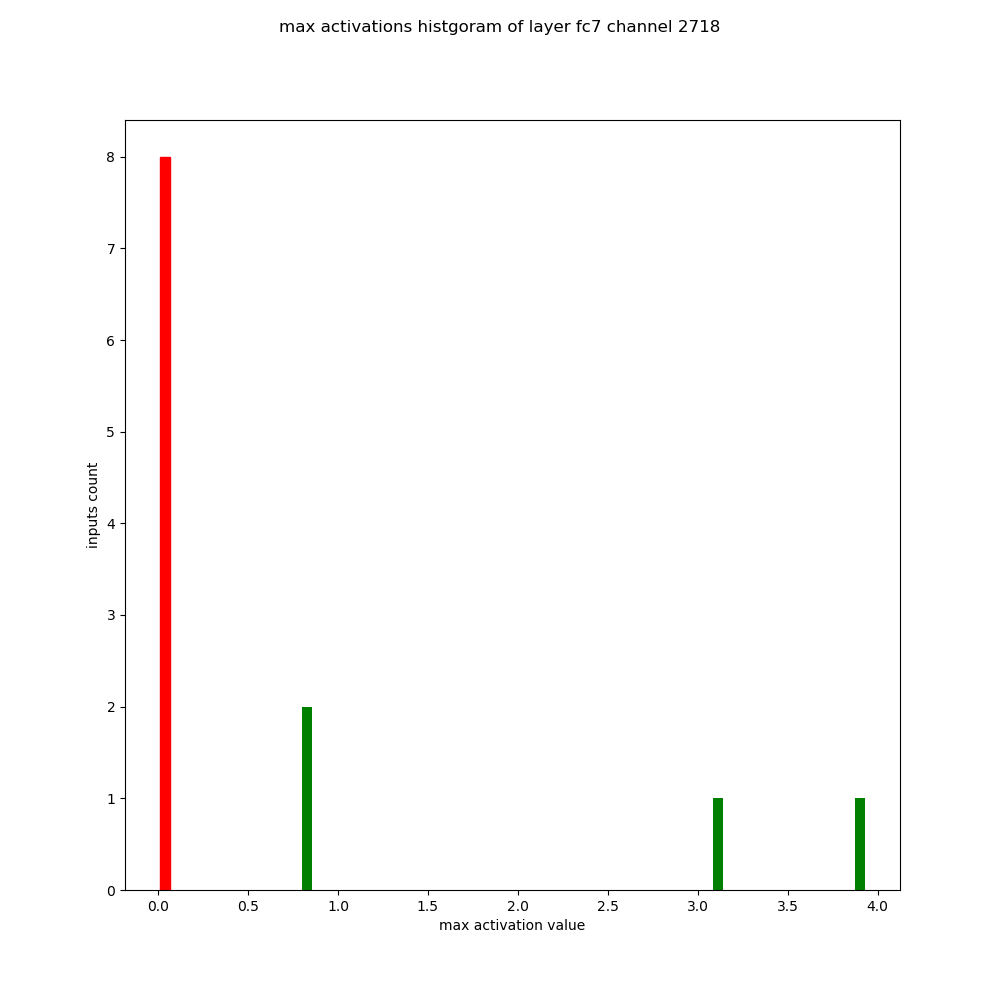 max activations histgoram of layer fc7 channel 2718
8
7
6
5
4
3
2
1
0
inputs count
0.0 0.5 1.0 1.5 2.0 2.5 3.0 3.5 4.0
max activation value